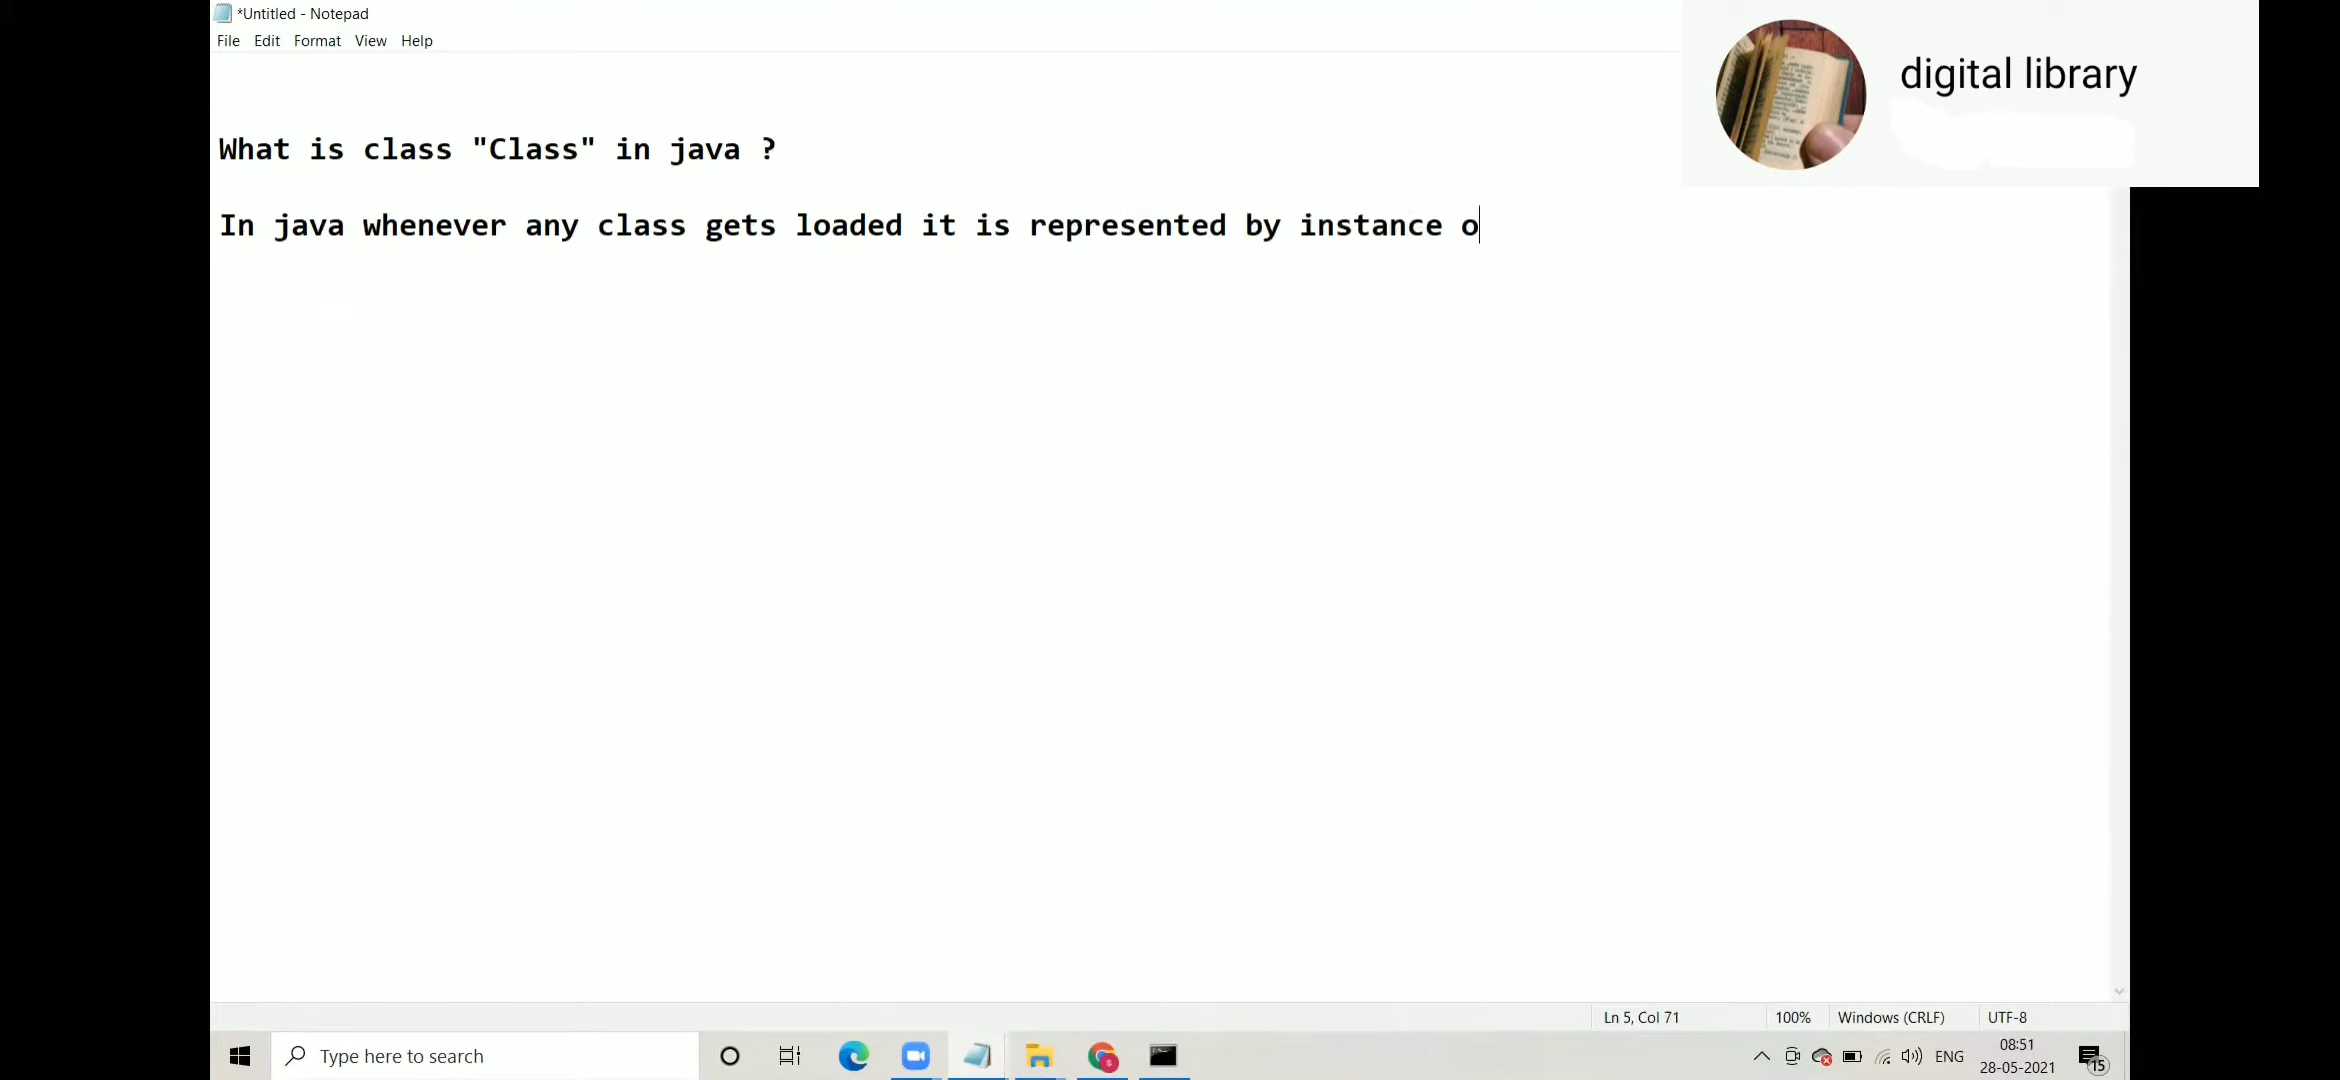 *Untitled - Notepad
File Edit Format View Help
digital library
What is class "Class" in java ?
In java whenever any class gets loaded it is represented by instance o
Ln 5, Col 71 100% Windows (CRLF) UTF-8
Type here to search
ENG
08:51
28-05-2021
15